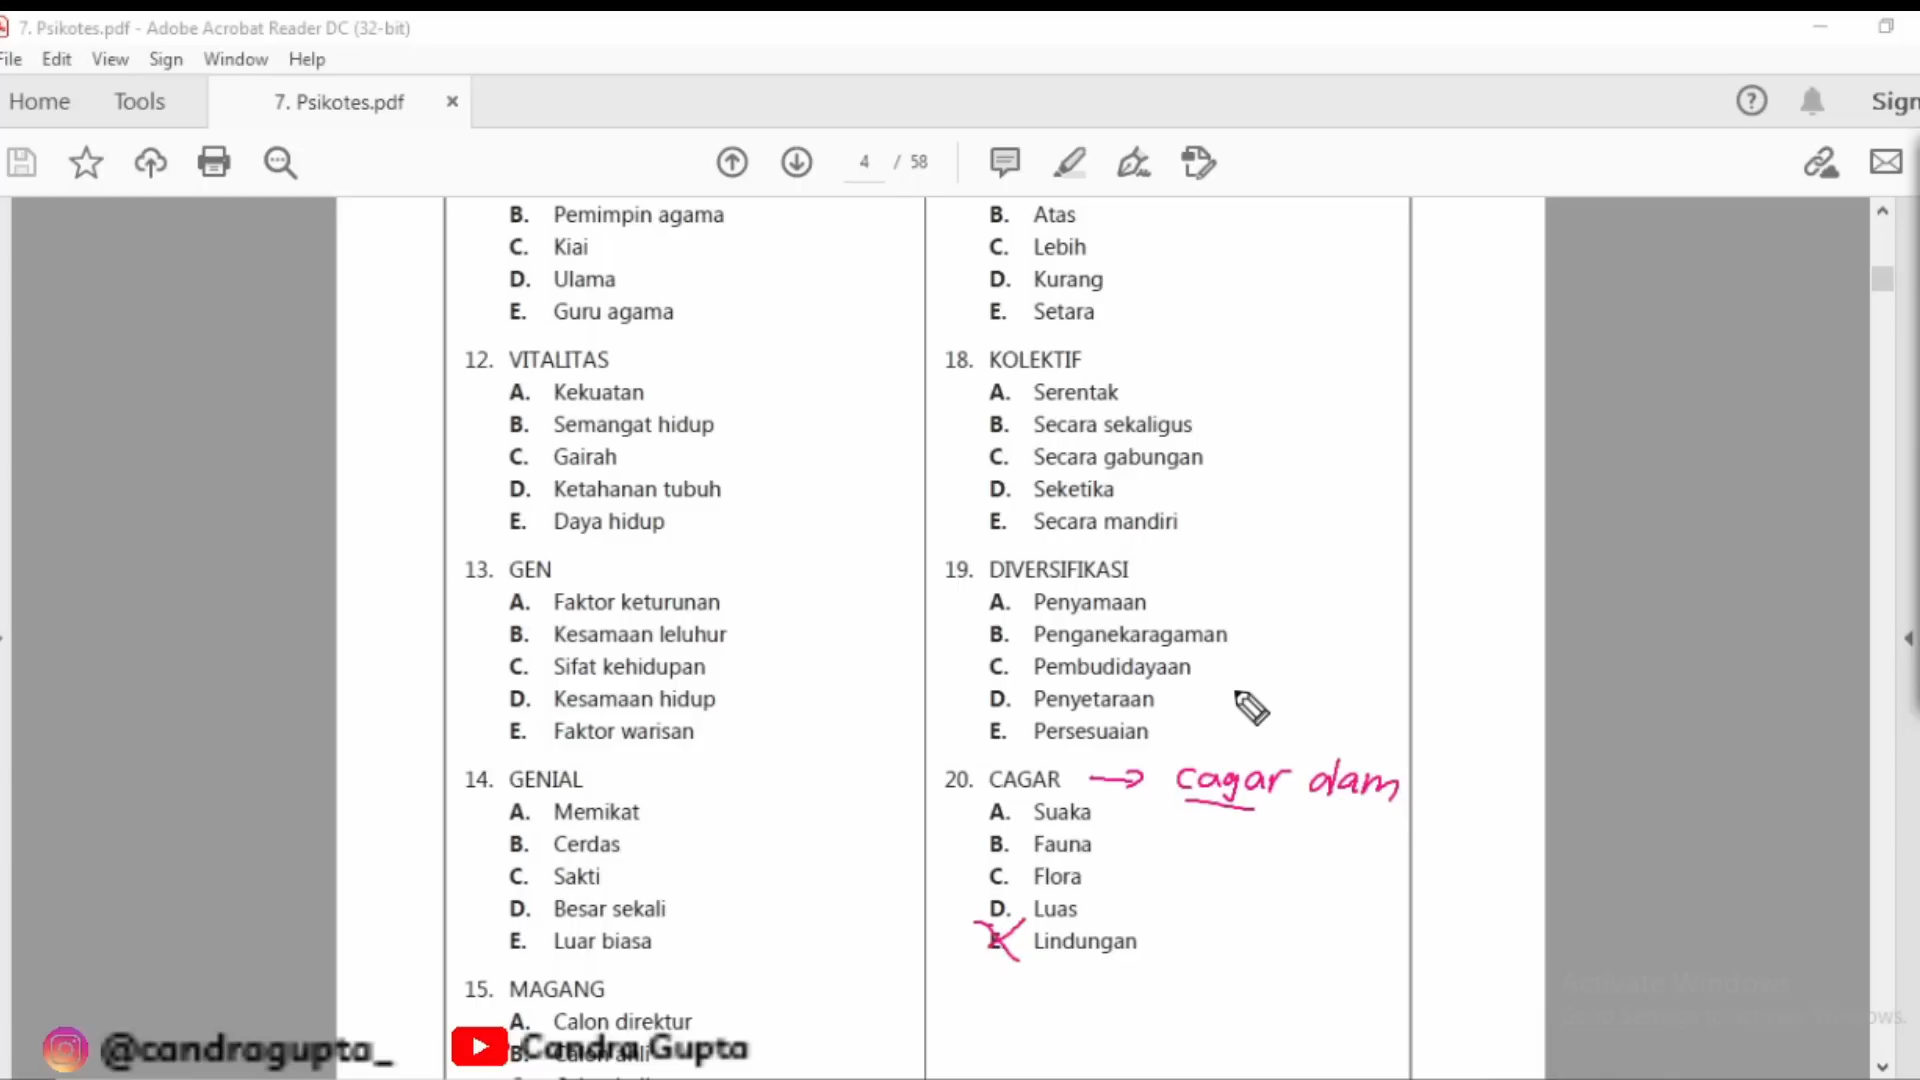 7. Psikotes.pdf - Adobe Acrobat Reader DC (32-bit)
File Edit View Sign Window Help
Home Tools 7. Psikotes.pdf × ? Sign
4 / 58
B. Pemimpin agama
C. Kiai
D. Ulama
E. Guru agama
12. VITALITAS
A. Kekuatan
B. Semangat hidup
C. Gairah
D. Ketahanan tubuh
E. Daya hidup
13. GEN
A. Faktor keturunan
B. Kesamaan leluhur
C. Sifat kehidupan
D. Kesamaan hidup
E. Faktor warisan
14. GENIAL
A. Memikat
B. Cerdas
C. Sakti
D. Besar sekali
E. Luar biasa
15. MAGANG
A. Calon direktur
B. Calon ahli
B. Atas
C. Lebih
D. Kurang
E. Setara
18. KOLEKTIF
A. Serentak
B. Secara sekaligus
C. Secara gabungan
D. Seketika
E. Secara mandiri
19. DIVERSIFIKASI
A. Penyamaan
B. Penganekaragaman
C. Pembudidayaan
D. Penyetaraan
E. Persesuaian
20. CAGAR → cagar alam
A. Suaka
B. Fauna
C. Flora
D. Luas
E. Lindungan
@candragupta_ Candra Gupta
Activate Windows